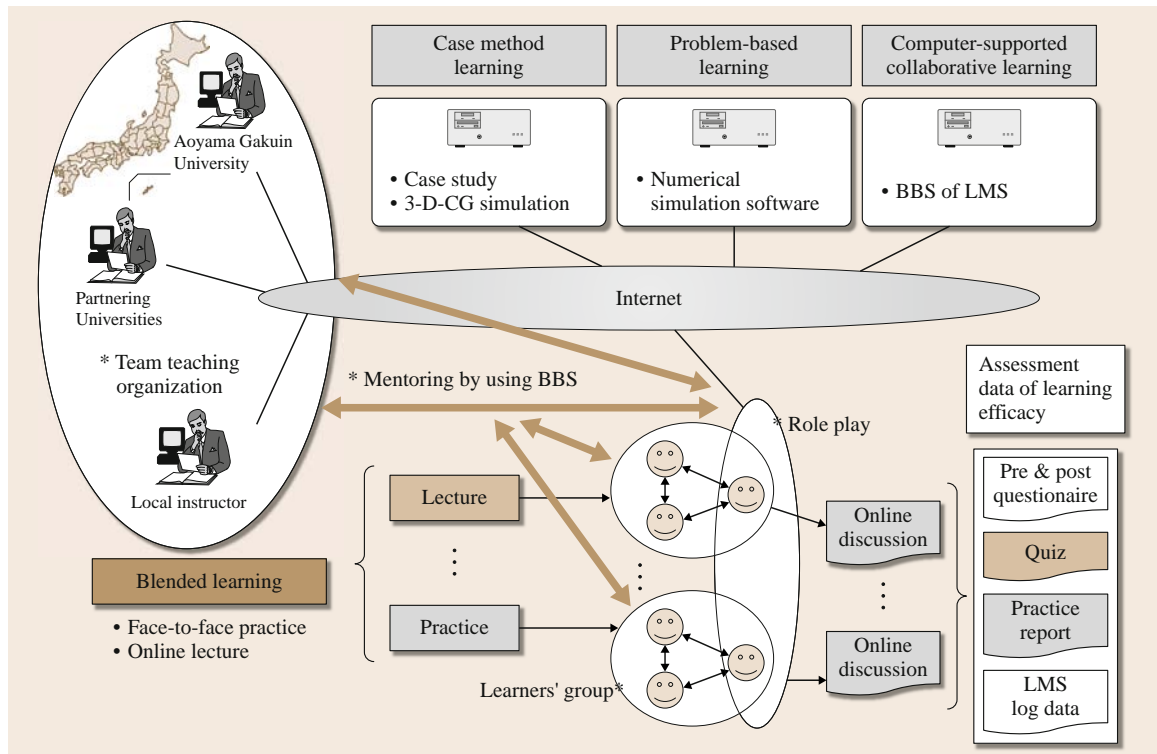 Case method
learning
Problem-based
learning
Computer-supported
collaborative learning
Aoyama Gakuin
University
• Case study
• 3-D-CG simulation
• Numerical
simulation software
• BBS of LMS
Partnering
Universities
Internet
* Team teaching
organization
* Mentoring by using BBS
Assessment
data of learning
efficacy
* Role play
Local instructor
Lecture
Pre & post
questionaire
Online
discussion
Quiz
Blended learning
• Face-to-face practice
• Online lecture
Practice
Practice
report
Online
discussion
Learners' group*
LMS
log data